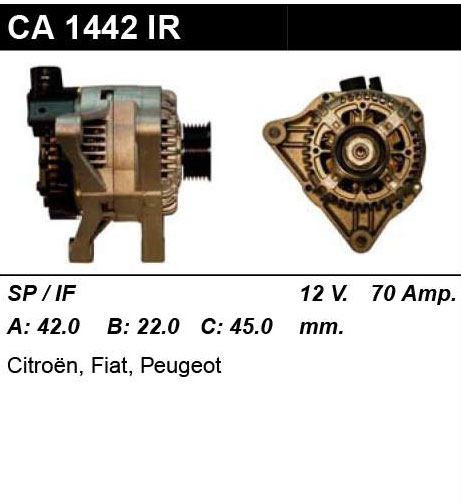 CA 1442 IR
SP / IF 12 V. 70 Amp.
A: 42.0 B: 22.0 C: 45.0 mm.
Citroën, Fiat, Peugeot